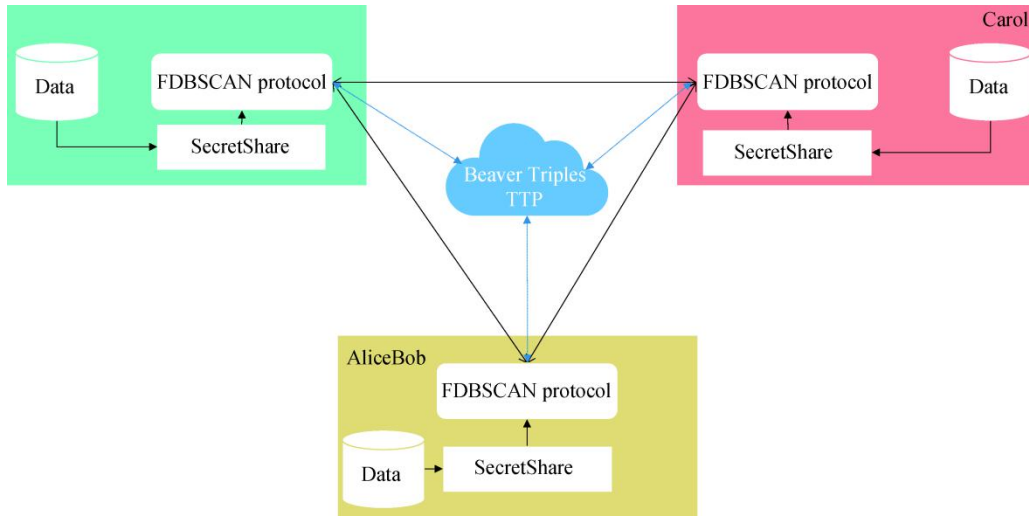 Carol
Data
FDBSCAN protocol
SecretShare
FDBSCAN protocol
Data
SecretShare
Beaver Triples
TTP
AliceBob
FDBSCAN protocol
Data
SecretShare